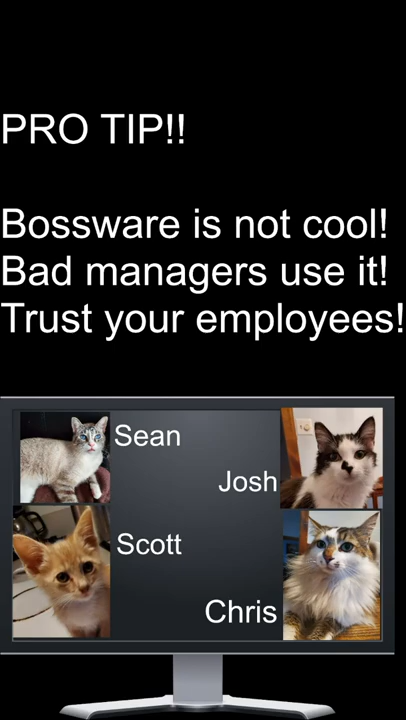 PRO TIP!!
Bossware is not cool!
Bad managers use it!
Trust your employees!
Sean
Josh
Scott
Chris